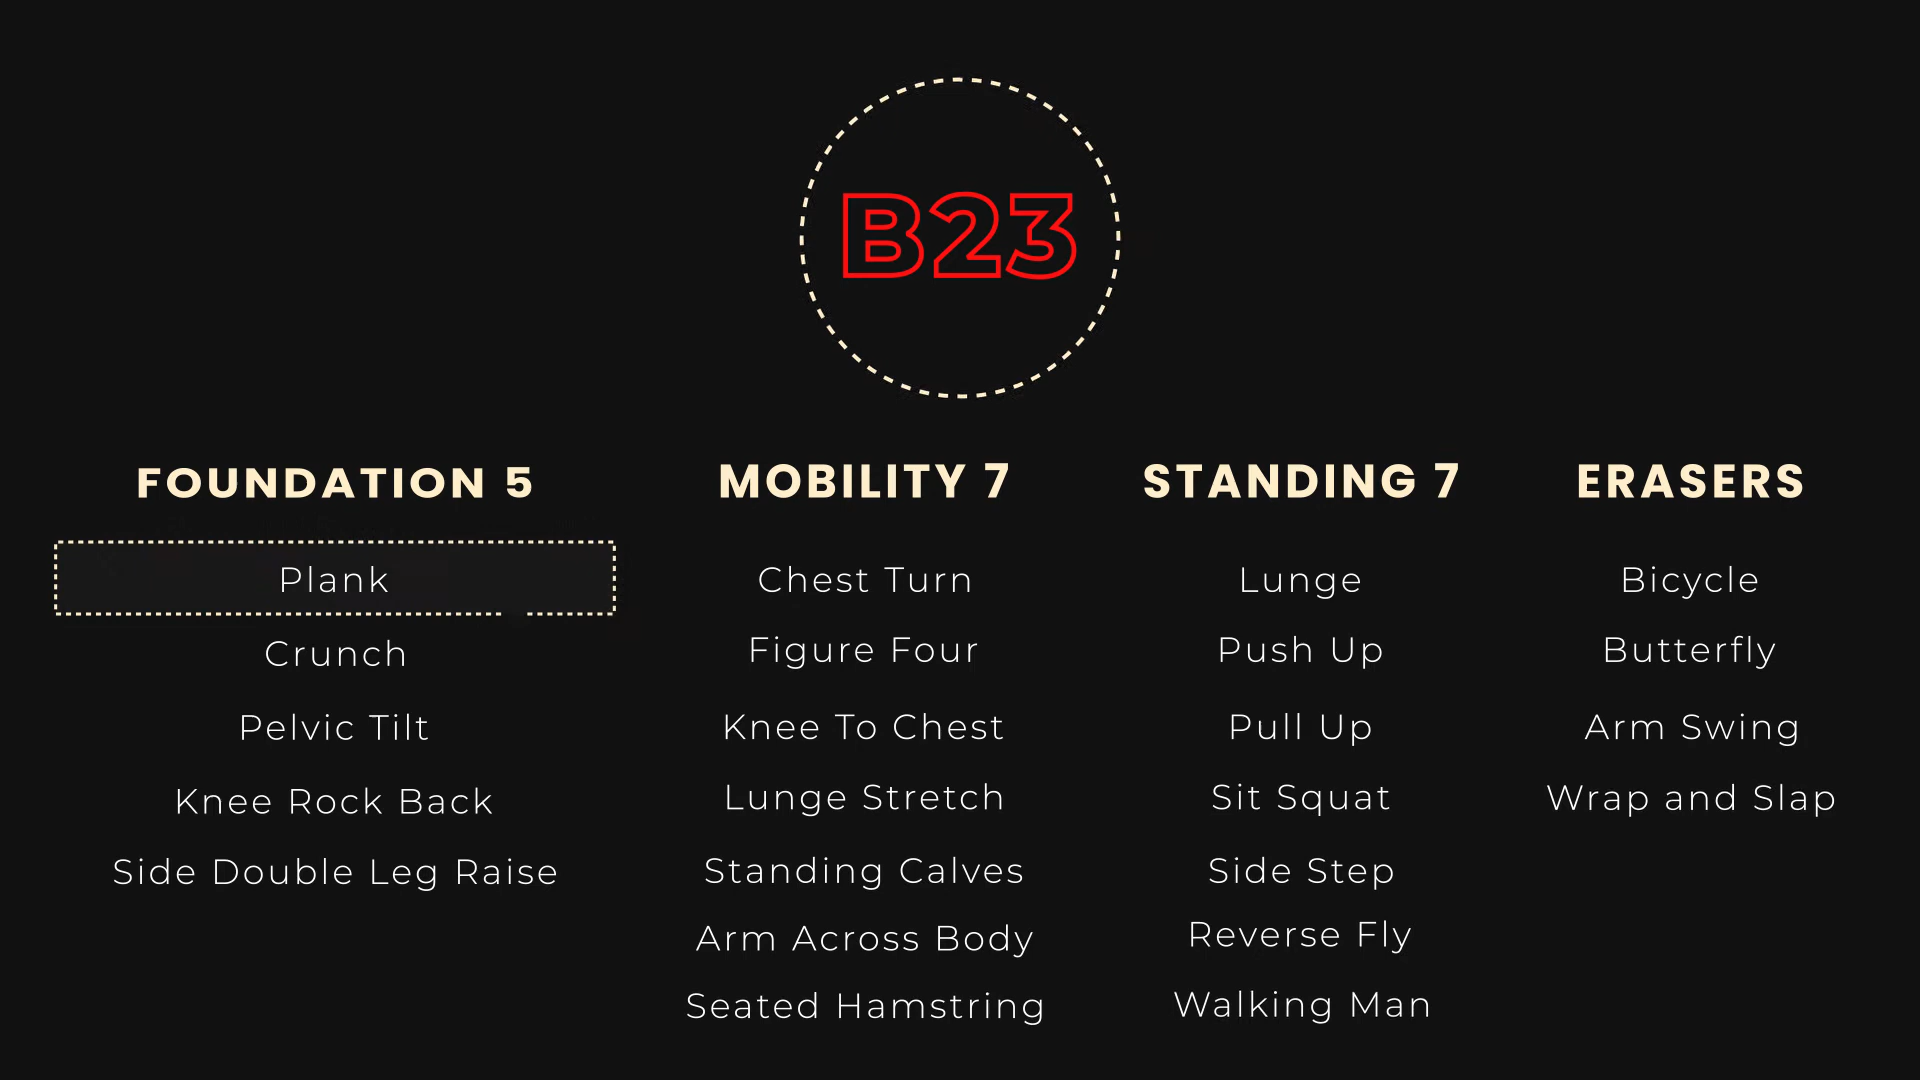 B23
FOUNDATION 5
Plank
Crunch
Pelvic Tilt
Knee Rock Back
Side Double Leg Raise
MOBILITY 7
Chest Turn
Figure Four
Knee To Chest
Lunge Stretch
Standing Calves
Arm Across Body
Seated Hamstring
STANDING 7
Lunge
Push Up
Pull Up
Sit Squat
Side Step
Reverse Fly
Walking Man
ERASERS
Bicycle
Butterfly
Arm Swing
Wrap and Slap